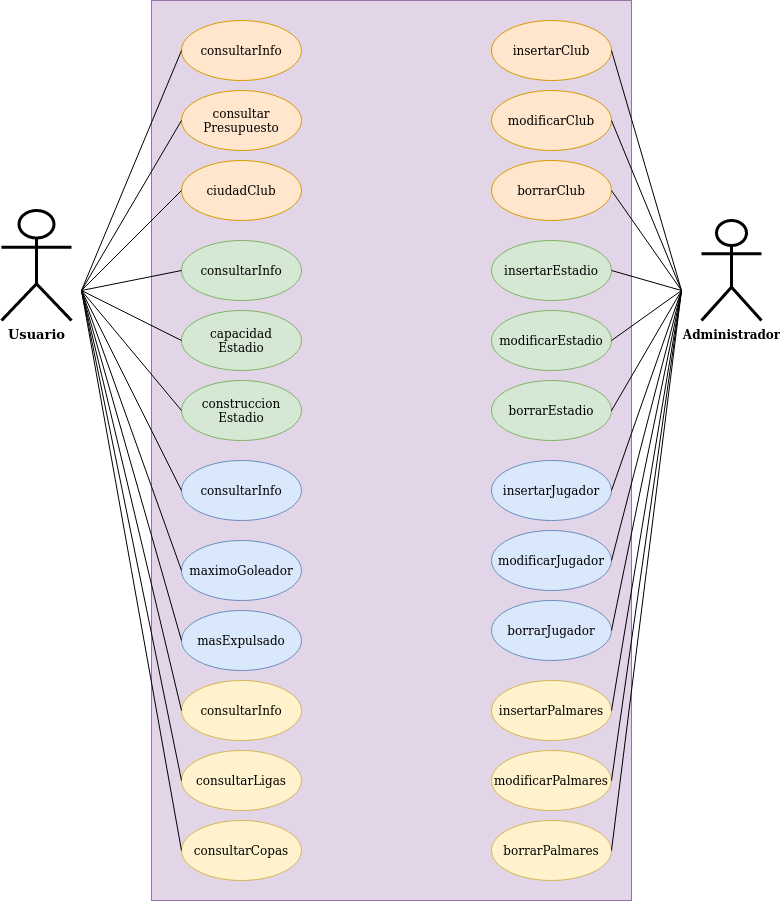 consultarInfo
insertarClub
consultar
Presupuesto
modificarClub
ciudadClub
borrarClub
consultarInfo
insertarEstadio
Usuario
Administrador
capacidad
Estadio
modificarEstadio
construccion
Estadio
borrarEstadio
consultarInfo
insertarJugador
maximoGoleador
modificarJugador
masExpulsado
borrarJugador
consultarInfo
insertarPalmares
consultarLigas
modificarPalmares
consultarCopas
borrarPalmares